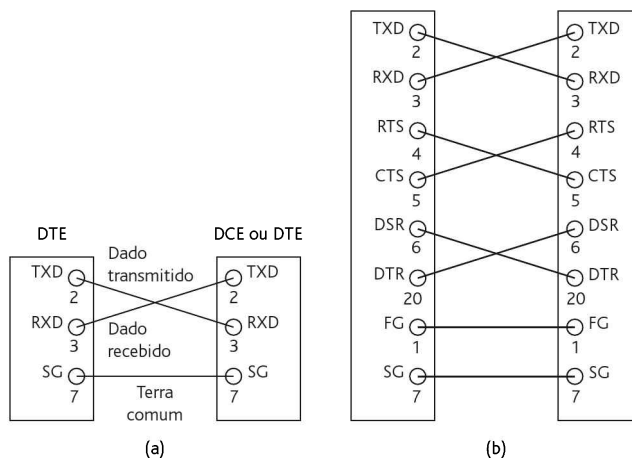 DTE
DCE ou DTE
TXD
2
Dado
transmitido
TXD
2
RXD
3
Dado
recebido
RXD
3
SG
7
Terra
comum
SG
7
(a)
TXD
2
TXD
2
RXD
3
RXD
3
RTS
4
RTS
4
CTS
5
CTS
5
DSR
6
DSR
6
DTR
20
DTR
20
FG
1
FG
1
SG
7
SG
7
(b)